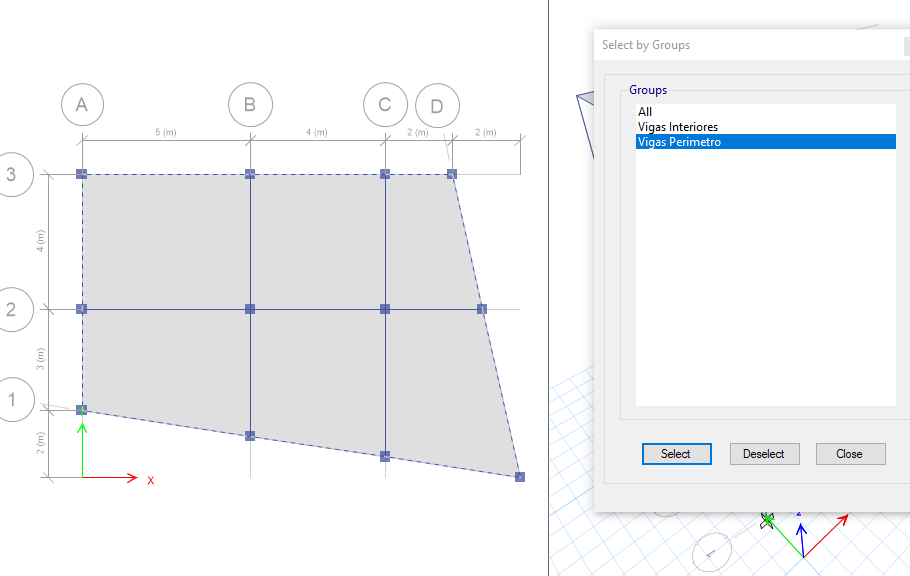 Select by Groups
Groups
All
Vigas Interiores
Vigas Perimetro
Select
Deselect
Close
A
B
C
D
5 (m)
4 (m)
2 (m)
2 (m)
3
4 (m)
2
3 (m)
1
2 (m)
X
Z
1